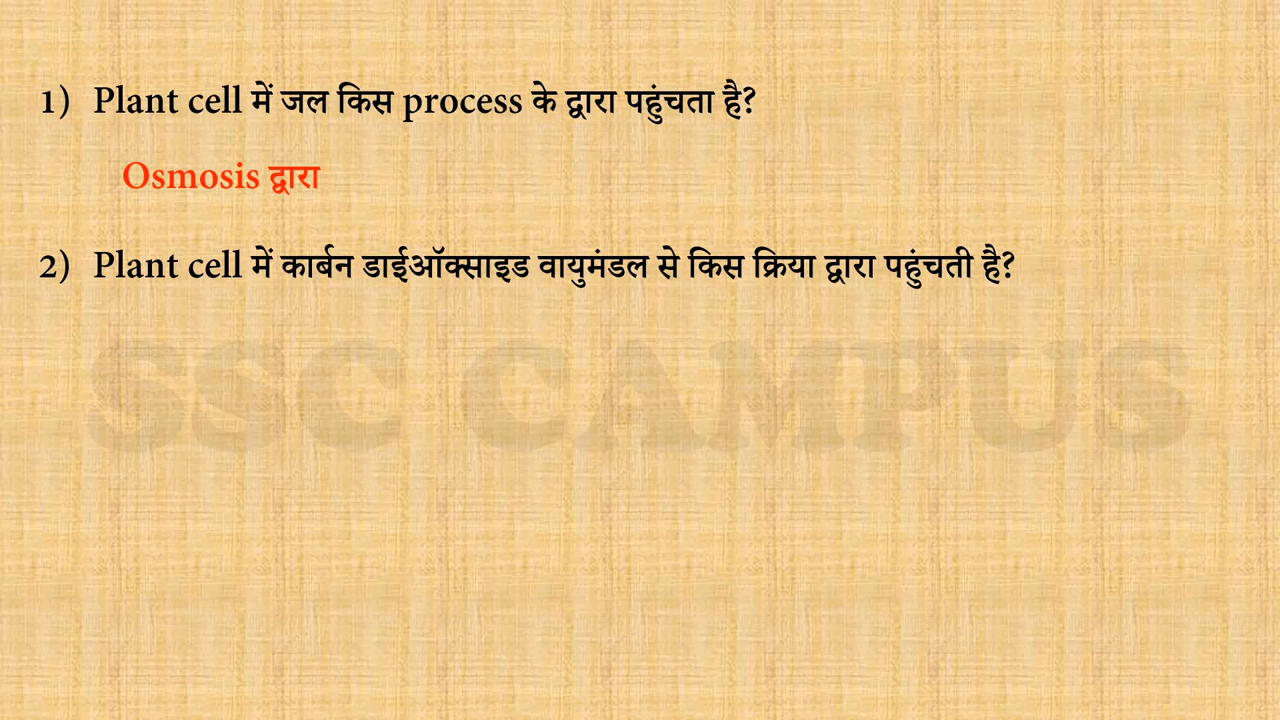 1) Plant cell में जल किस process के द्वारा पहुंचता है?
Osmosis द्वारा
2) Plant cell में कार्बन डाईऑक्साइड वायुमंडल से किस क्रिया द्वारा पहुंचती है?
SSC CAMPUS